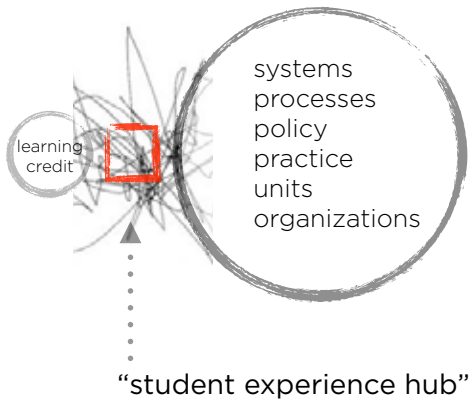 learning
credit
systems
processes
policy
practice
units
organizations
“student experience hub”